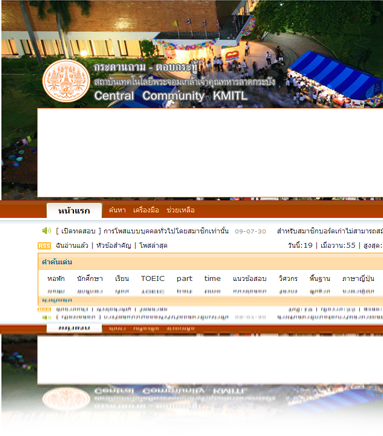 กระดานถาม - ตอบกระทู้
สถาบันเทคโนโลยีพระจอมเกล้าเจ้าคุณทหารลาดกระบัง
Central Community KMITL
หน้าแรก ค้นหา เครื่องมือ ช่วยเหลือ
[ เปิดทดสอบ ] การโพสแบบบุคคลทั่วไปโดยสมาชิกเท่านั้น 09-07-30 สำหรับสมาชิกบอร์ดเก่าไม่สามารถ
RSS ฉันอ่านแล้ว | หัวข้อสำคัญ | โพสล่าสุด วันนี้:19 | เมื่อวาน:55 | สูงสุด:
คำค้นเด่น
หอพัก นักศึกษา เรียน TOEIC part time แนวข้อสอบ วิศวกร พื้นฐาน ภาษาญี่ปุ่น